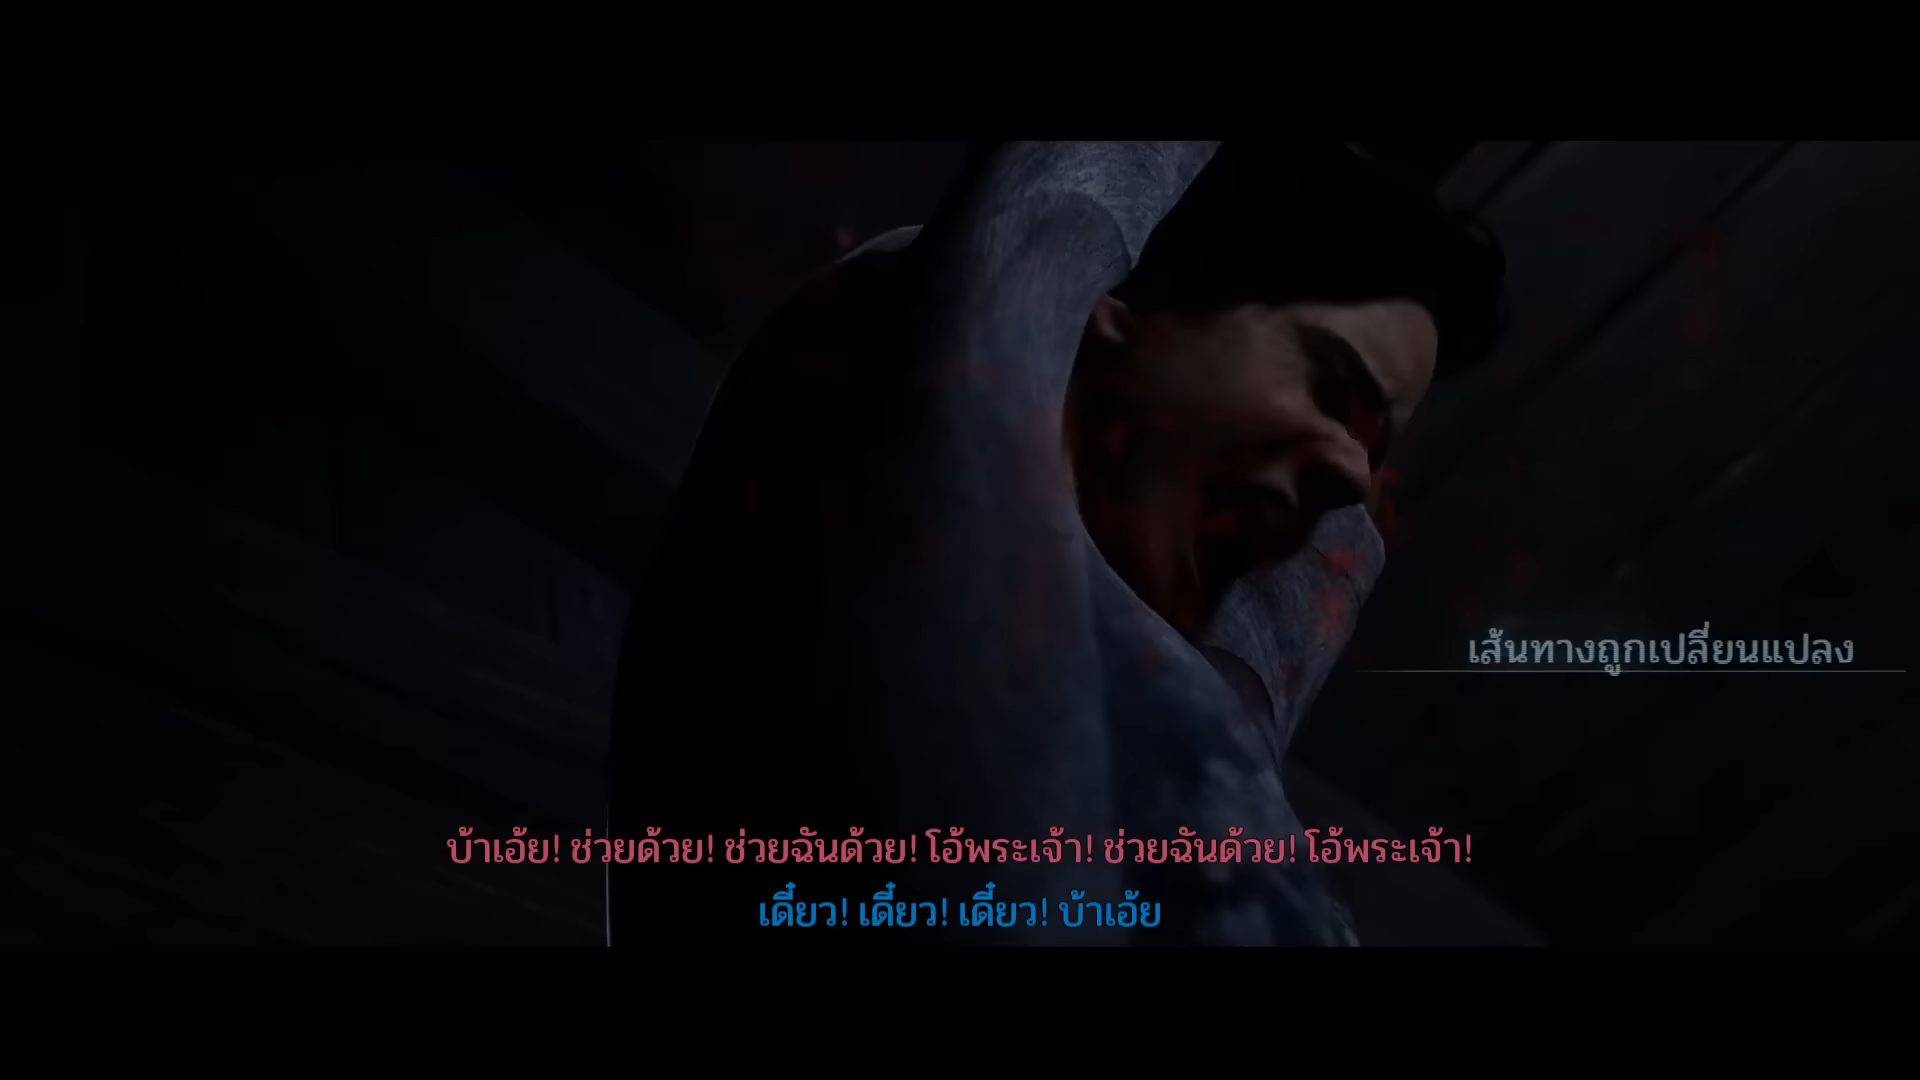 เส้นทางถูกเปลี่ยนแปลง
บ้าเอ้ย! ช่วยด้วย! ช่วยฉันด้วย! โอ้พระเจ้า! ช่วยฉันด้วย! โอ้พระเจ้า!
เดี๋ยว! เดี๋ยว! เดี๋ยว! บ้าเอ้ย